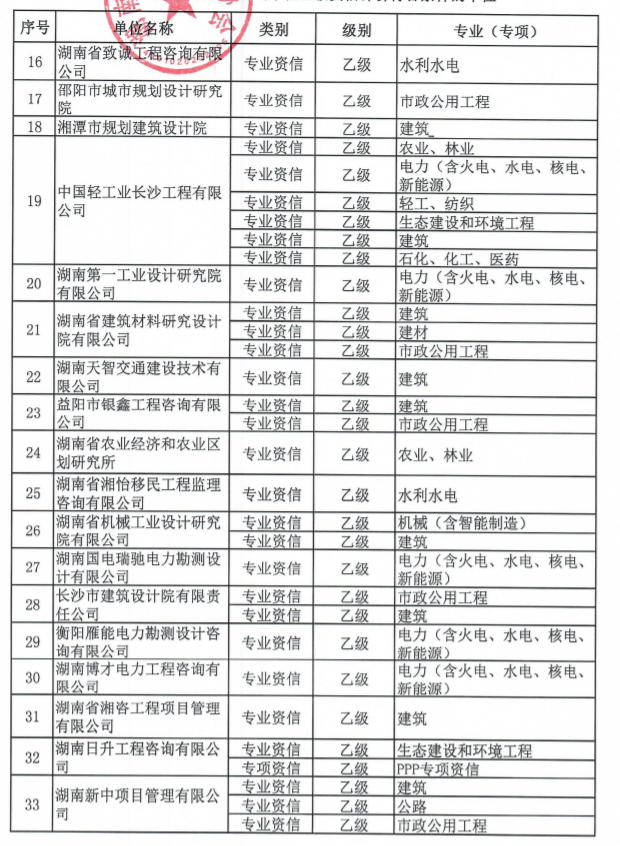 序号 单位名称 类别 级别 专业（专项）
16 湖南省致诚工程咨询有限公司 专业资信 乙级 水利水电
17 邵阳市城市规划设计研究院 专业资信 乙级 市政公用工程
18 湘潭市规划建筑设计院 专业资信 乙级 建筑
19 中国轻工业长沙工程有限公司 专业资信 乙级 农业、林业
专业资信 乙级 电力（含火电、水电、核电、新能源）
专业资信 乙级 轻工、纺织
专业资信 乙级 生态建设和环境工程
专业资信 乙级 建筑
专业资信 乙级 石化、化工、医药
20 湖南第一工业设计研究院有限公司 专业资信 乙级 电力（含火电、水电、核电、新能源）
21 湖南省建筑材料研究设计院有限公司 专业资信 乙级 建筑
专业资信 乙级 建材
专业资信 乙级 市政公用工程
22 湖南天智交通建设技术有限公司 专业资信 乙级 建筑
23 益阳市银鑫工程咨询有限公司 专业资信 乙级 建筑
专业资信 乙级 市政公用工程
24 湖南省农业经济和农业区划研究所 专业资信 乙级 农业、林业
25 湖南省湘怡移民工程监理咨询有限公司 专业资信 乙级 水利水电
26 湖南省机械工业设计研究院有限公司 专业资信 乙级 机械（含智能制造）
专业资信 乙级 建筑
27 湖南国电瑞驰电力勘测设计有限公司 专业资信 乙级 电力（含火电、水电、核电、新能源）
28 长沙市建筑设计院有限责任公司 专业资信 乙级 市政公用工程
专业资信 乙级 建筑
29 衡阳雁能电力勘测设计咨询有限公司 专业资信 乙级 电力（含火电、水电、核电、新能源）
30 湖南博才电力工程咨询有限公司 专业资信 乙级 电力（含火电、水电、核电、新能源）
31 湖南省湘咨工程项目管理有限公司 专业资信 乙级 建筑
32 湖南日升工程咨询有限公司 专业资信 乙级 生态建设和环境工程
专项资信 乙级 PPP专项资信
33 湖南新中项目管理有限公司 专业资信 乙级 建筑
专业资信 乙级 公路
专业资信 乙级 市政公用工程